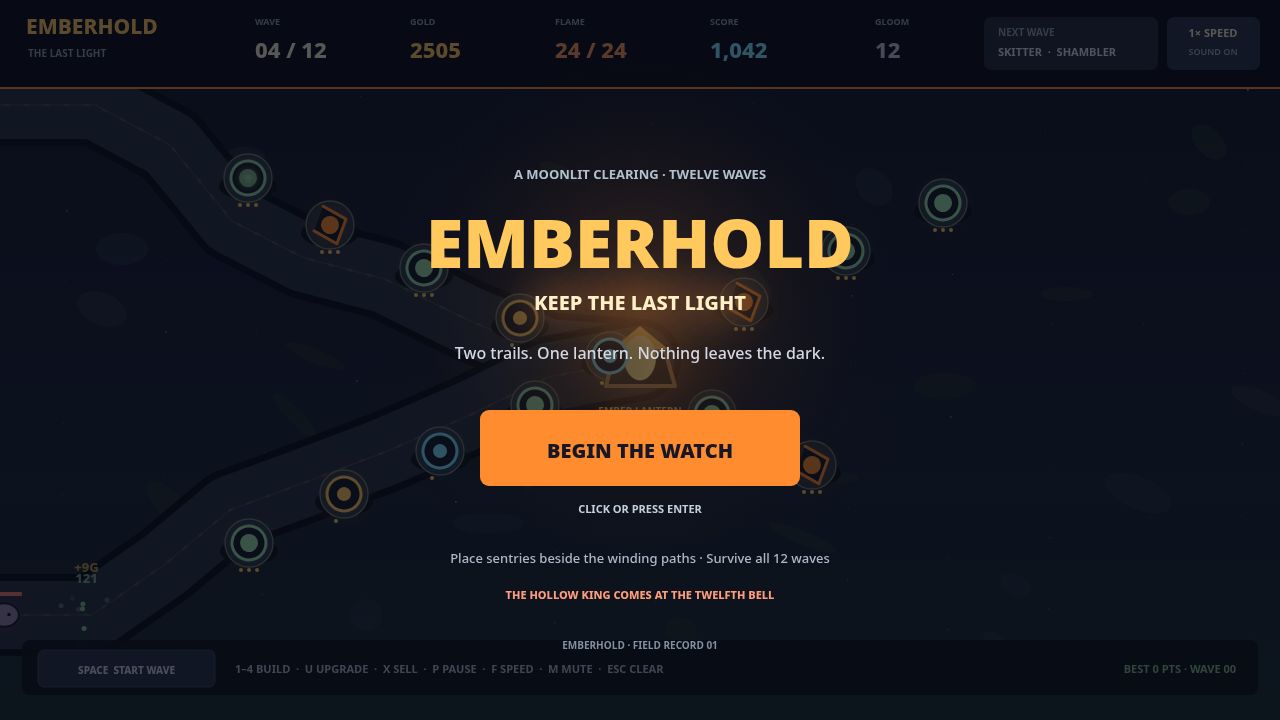 EMBERHOLD
THE LAST LIGHT
WAVE
04 / 12
GOLD
2505
FLAME
24 / 24
SCORE
1,042
GLOOM
12
NEXT WAVE
SKITTER · SHAMBLER
1× SPEED
SOUND ON
A MOONLIT CLEARING · TWELVE WAVES
EMBERHOLD
KEEP THE LAST LIGHT
Two trails. One lantern. Nothing leaves the dark.
EMBER LANTERN
BEGIN THE WATCH
CLICK OR PRESS ENTER
Place sentries beside the winding paths · Survive all 12 waves
+9G
121
THE HOLLOW KING COMES AT THE TWELFTH BELL
EMBERHOLD · FIELD RECORD 01
SPACE START WAVE
1–4 BUILD · U UPGRADE · X SELL · P PAUSE · F SPEED · M MUTE · ESC CLEAR
BEST 0 PTS · WAVE 00